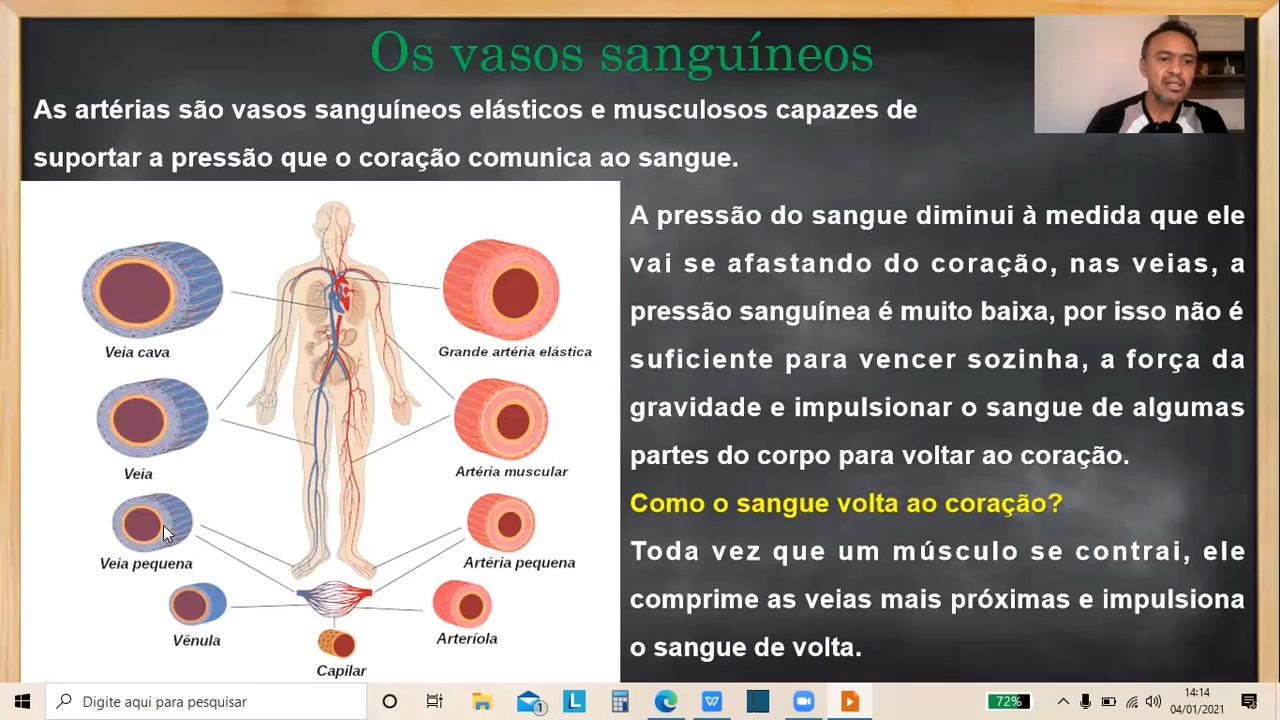 Os vasos sanguíneos
As artérias são vasos sanguíneos elásticos e musculosos capazes de
suportar a pressão que o coração comunica ao sangue.
A pressão do sangue diminui à medida que ele
vai se afastando do coração, nas veias, a
pressão sanguínea é muito baixa, por isso não é
suficiente para vencer sozinha, a força da
gravidade e impulsionar o sangue de algumas
partes do corpo para voltar ao coração.
Como o sangue volta ao coração?
Toda vez que um músculo se contrai, ele
comprime as veias mais próximas e impulsiona
o sangue de volta.
Veia cava
Grande artéria elástica
Veia
Artéria muscular
Veia pequena
Artéria pequena
Vênula
Arteríola
Capilar
Digite aqui para pesquisar
1
L
W
72%
14:14
04/01/2021